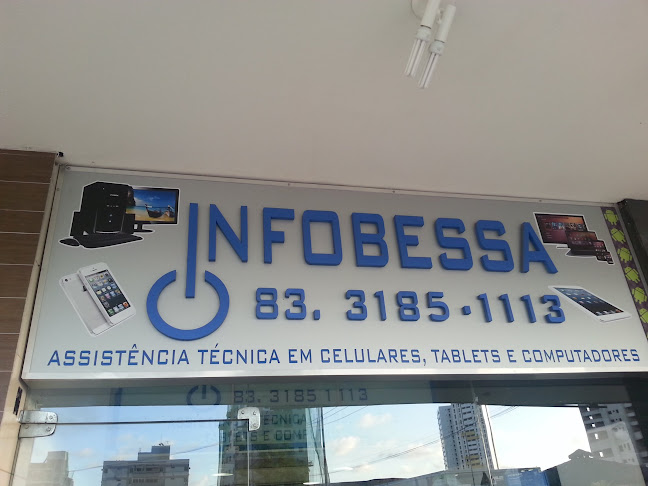 INFOBESSA
83. 3185-1113
ASSISTÊNCIA TÉCNICA EM CELULARES, TABLETS E COMPUTADORES
83. 3185 1113